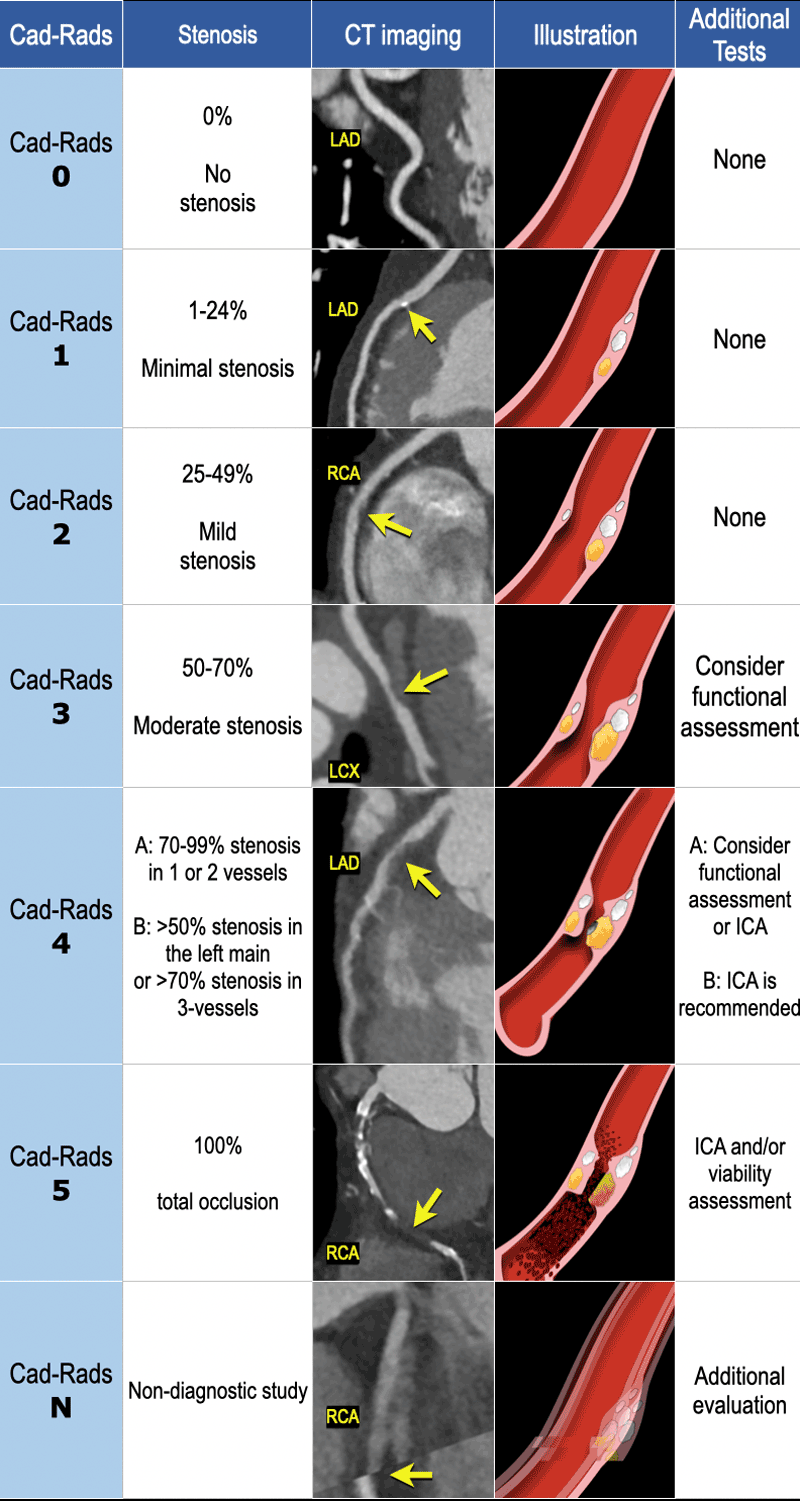 Cad-Rads
Stenosis
CT imaging
Illustration
Additional
Tests
Cad-Rads
0
0%
No
stenosis
LAD
None
Cad-Rads
1
1-24%
Minimal stenosis
LAD
None
Cad-Rads
2
25-49%
Mild
stenosis
RCA
None
Cad-Rads
3
50-70%
Moderate stenosis
LCX
Consider
functional
assessment
Cad-Rads
4
A: 70-99% stenosis
in 1 or 2 vessels
B: >50% stenosis in
the left main
or >70% stenosis in
3-vessels
LAD
A: Consider
functional
assessment
or ICA
B: ICA is
recommended
Cad-Rads
5
100%
total occlusion
RCA
ICA and/or
viability
assessment
Cad-Rads
N
Non-diagnostic study
RCA
Additional
evaluation